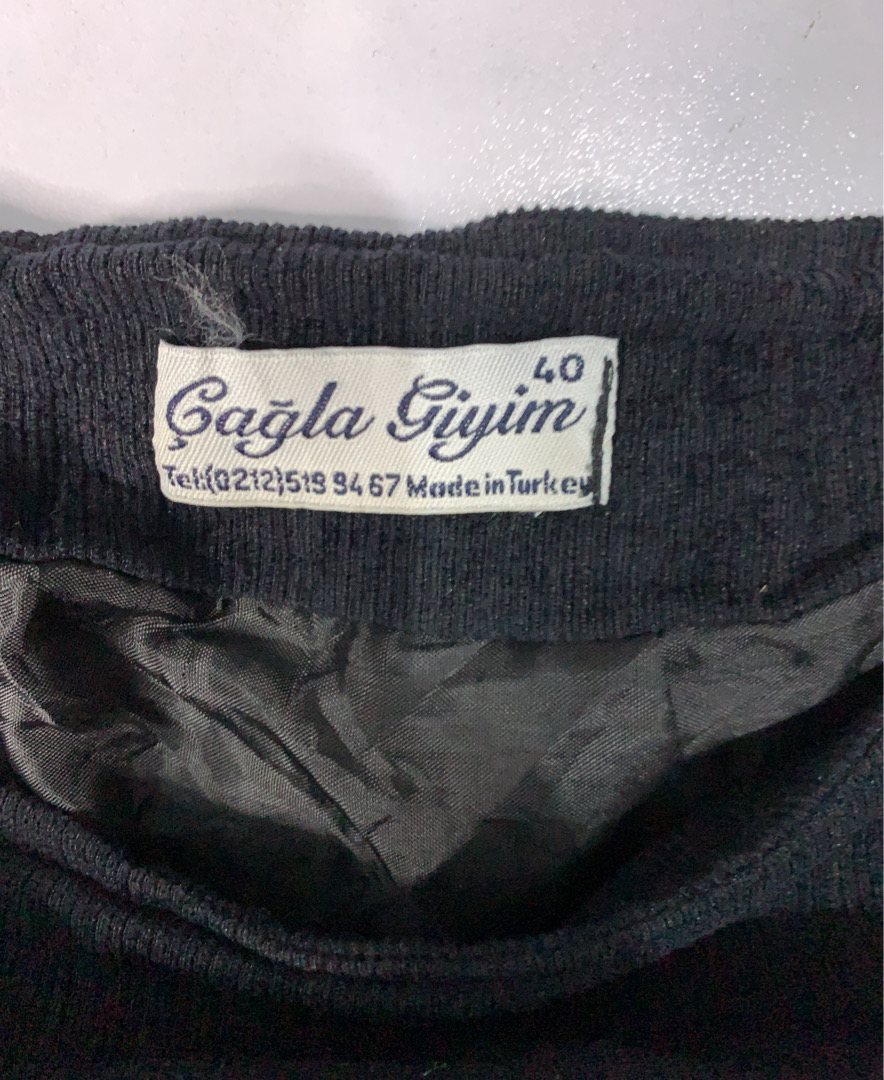 40
Çağla Giyim
Tel:(0212)519 94 67 Made in Turkey